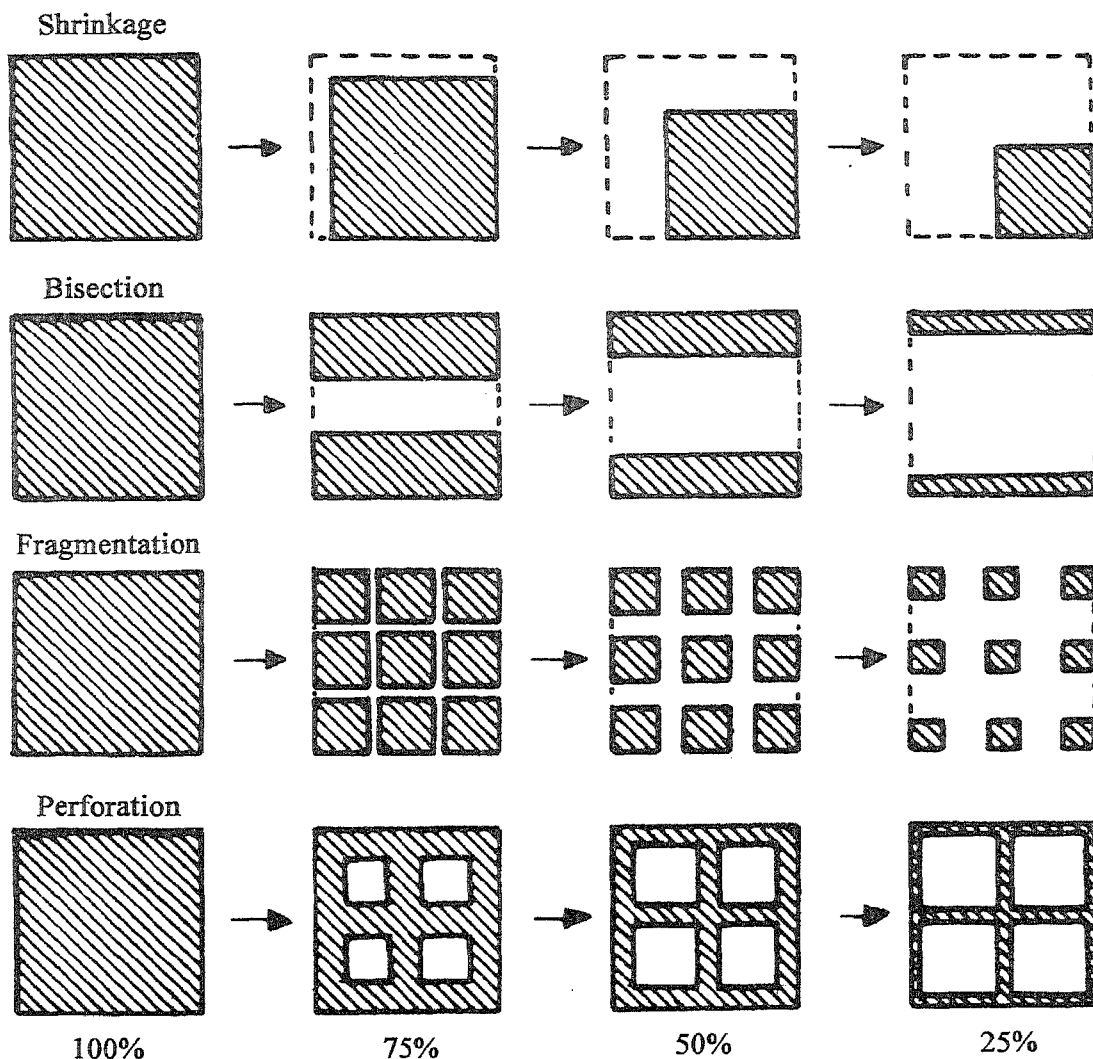 Shrinkage
Bisection
Fragmentation
Perforation
100% 75% 50% 25%